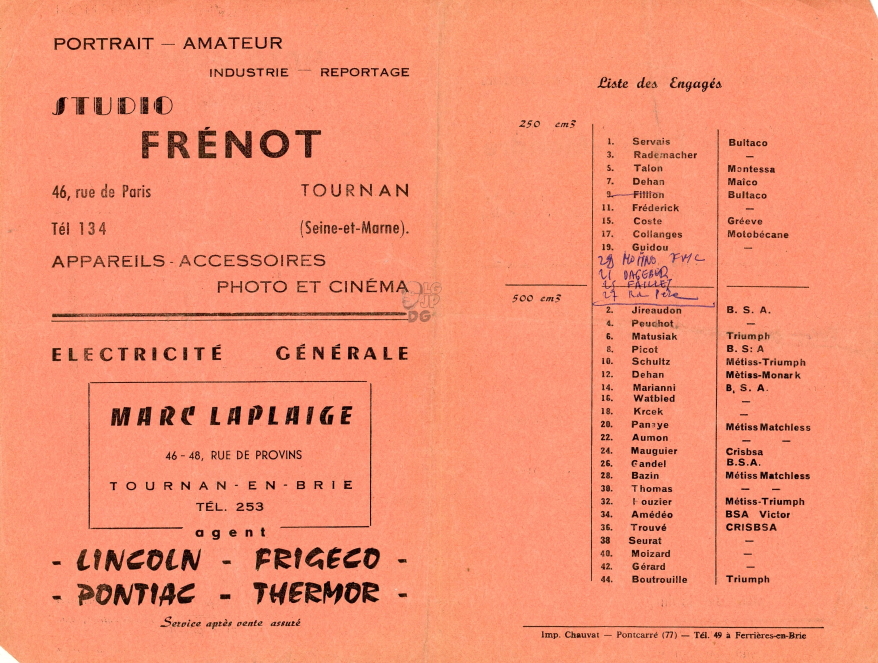 PORTRAIT — AMATEUR
INDUSTRIE — REPORTAGE
STUDIO
FRÉNOT
46, rue de Paris TOURNAN
Tél 134 (Seine-et-Marne).
APPAREILS - ACCESSOIRES
PHOTO ET CINÉMA
ELECTRICITÉ GÉNÉRALE
MARC LAPLAIGE
46 - 48, RUE DE PROVINS
TOURNAN-EN-BRIE
TÉL. 253
agent
- LINCOLN - FRIGECO -
- PONTIAC - THERMOR -
Service après vente assuré
Liste des Engagés
250 cm3
1. Servais Bultaco
3. Rademacher —
5. Talon Montessa
7. Dehan Maico
9. Fillion Bultaco
11. Fréderick —
15. Coste Gréeve
17. Collanges Motobécane
19. Guidou —
21
27 La Père
500 cm3
2. Jireaudon B. S. A.
4. Peuchot —
6. Matusiak Triumph
8. Picot B. S: A
10. Schultz Métiss-Triumph
12. Dehan Mètiss-Monark
14. Marianni B, S. A.
16. Watbled —
18. Krcek —
20. Panaye Métiss Matchless
22. Aumon — —
24. Mauguier Crisbsa
26. Gandel B.S.A.
28. Bazin Métiss Matchless
30. Thomas — —
32. Louzier Métiss-Triumph
34. Amédéo BSA Victor
36. Trouvé CRISBSA
38 Seurat —
40. Moizard —
42. Gérard —
44. Boutrouille Triumph
Imp. Chauvat — Pontcarré (77) — Tél. 49 à Ferrières-en-Brie